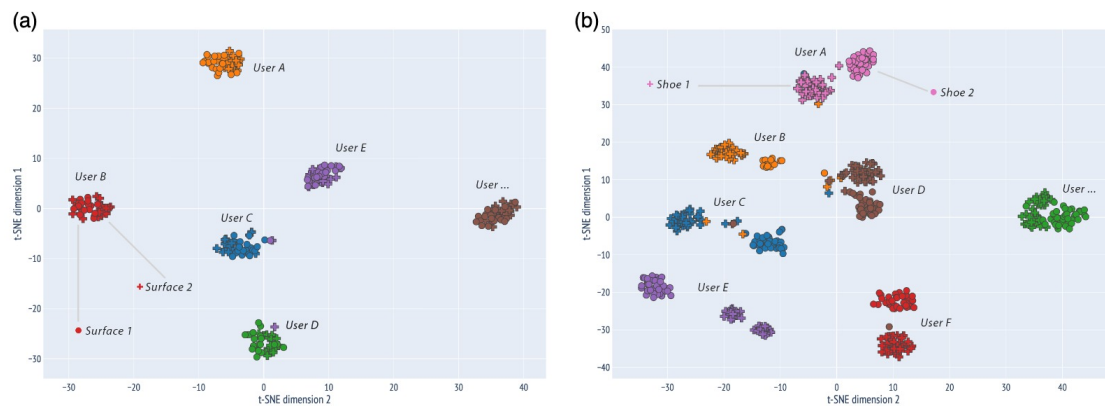 (a)
User A
User E
User B
User ...
User C
Surface 2
Surface 1
User D
30
20
10
0
−10
−20
−30
t-SNE dimension 1
−30
−20
−10
0
10
20
30
40
t-SNE dimension 2
(b)
User A
Shoe 1
Shoe 2
User B
User D
User C
User ...
User E
User F
50
40
30
20
10
0
−10
−20
−30
−40
t-SNE dimension 1
−30
−20
−10
0
10
20
30
40
t-SNE dimension 2